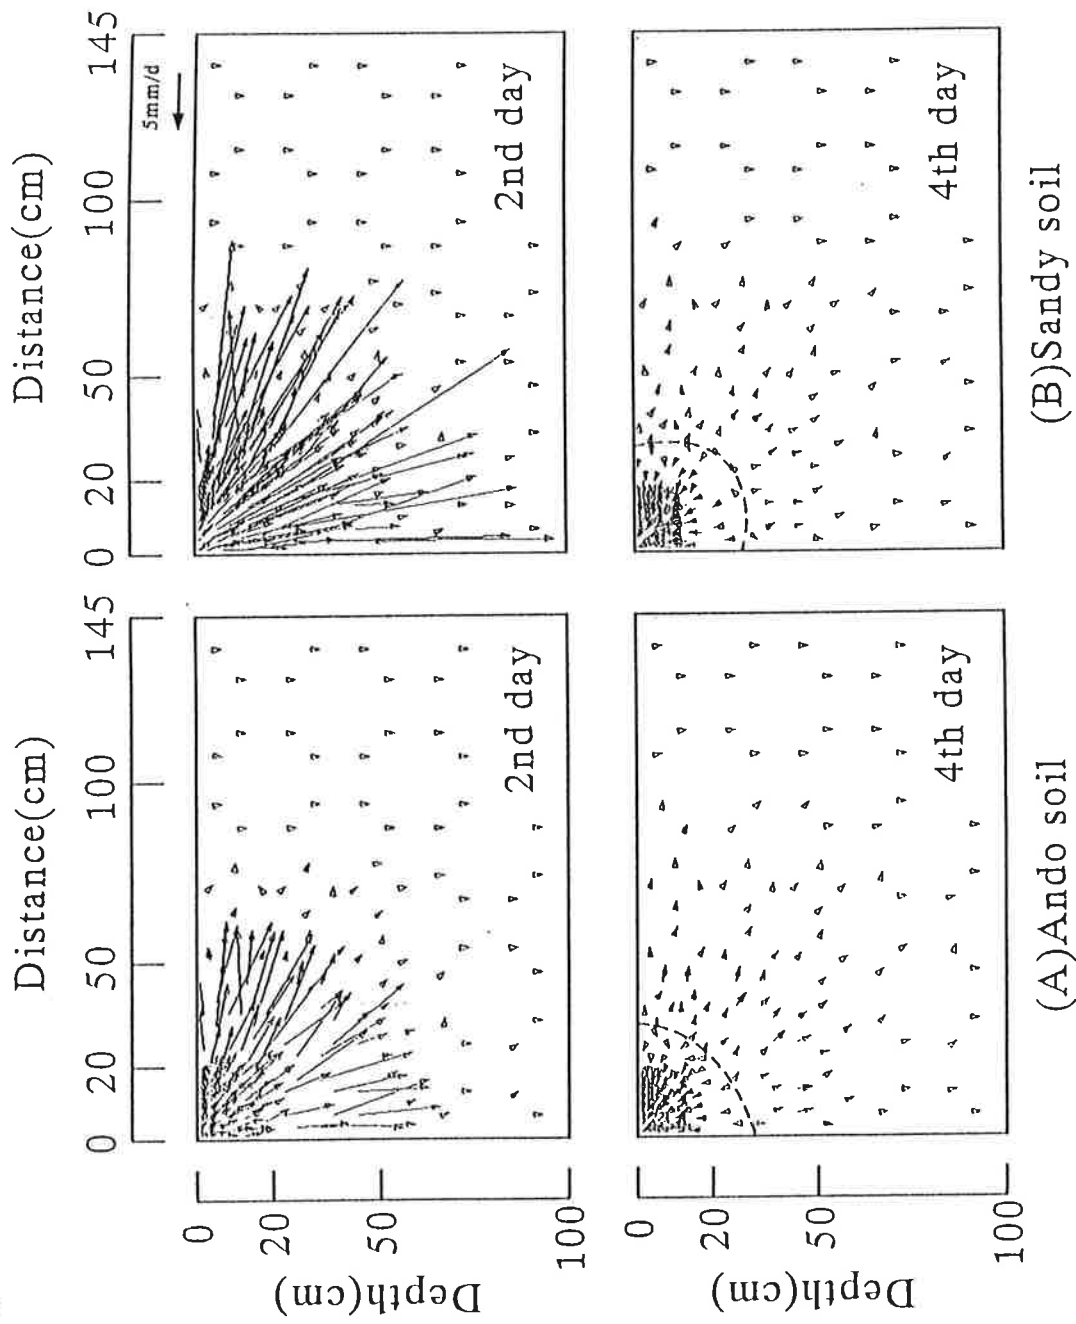 Distance(cm)
0 20 50 100 145
Distance(cm)
0 20 50 100 145
5mm/d
Depth(cm)
0
20
50
100
2nd day
2nd day
Depth(cm)
0
20
50
100
4th day
4th day
(A)Ando soil
(B)Sandy soil